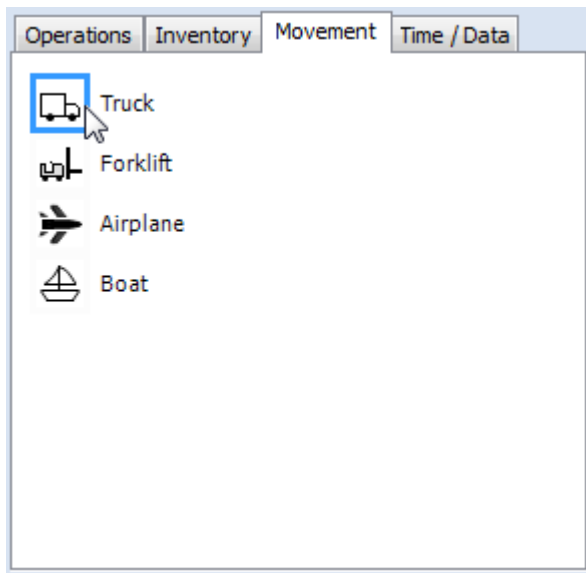 Operations Inventory Movement Time / Data
Truck
Forklift
Airplane
Boat